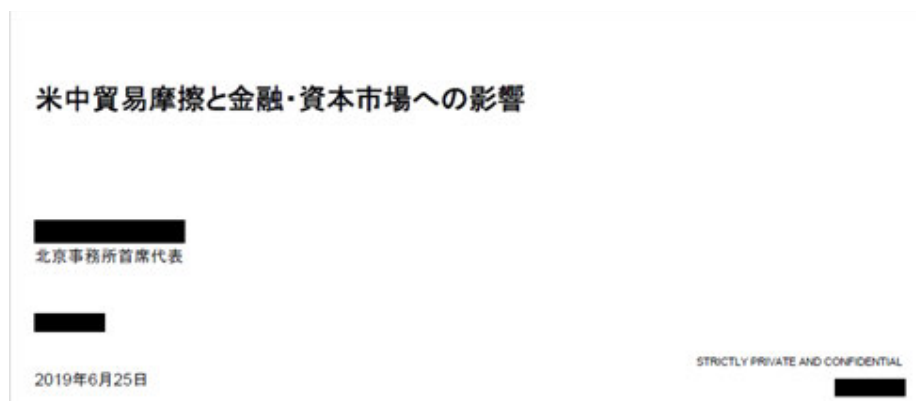 米中貿易摩擦と金融・資本市場への影響
北京事務所首席代表
2019年6月25日
STRICTLY PRIVATE AND CONFIDENTIAL